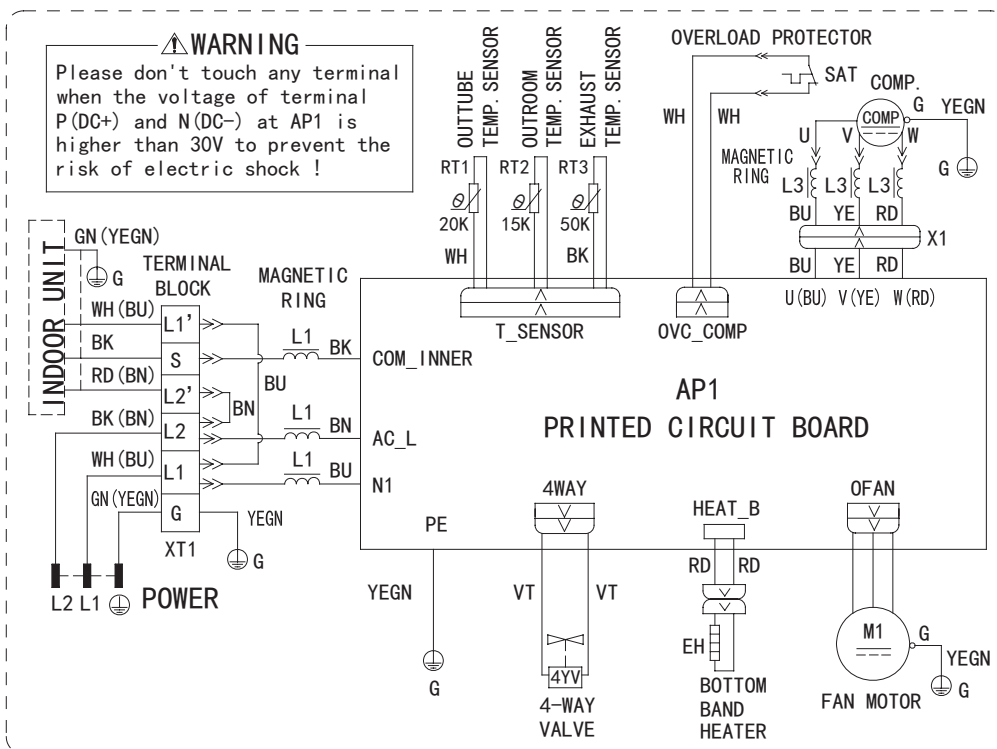 ⚠ WARNING
Please don't touch any terminal
when the voltage of terminal
P(DC+) and N(DC-) at AP1 is
higher than 30V to prevent the
risk of electric shock !
OUTTUBE
TEMP. SENSOR
OUTROOM
TEMP. SENSOR
EXHAUST
TEMP. SENSOR
RT1
RT2
RT3
θ
θ
θ
20K
15K
50K
WH
BK
T_SENSOR
OVERLOAD PROTECTOR
SAT
WH
WH
OVC_COMP
COMP.
COMP
G
YEGN
G
U
V
W
MAGNETIC
RING
L3
L3
L3
BU
YE
RD
X1
BU
YE
RD
U(BU)
V(YE)
W(RD)
INDOOR UNIT
GN(YEGN)
G
TERMINAL
BLOCK
MAGNETIC
RING
WH(BU)
L1'
BK
S
L1
BK
COM_INNER
RD(BN)
L2'
BU
BN
BK(BN)
L2
L1
BN
AC_L
WH(BU)
L1
L1
BU
N1
GN(YEGN)
G
YEGN
G
XT1
L2
L1
POWER
AP1
PRINTED CIRCUIT BOARD
PE
YEGN
G
4WAY
VT
VT
4YV
4-WAY
VALVE
HEAT_B
RD
RD
EH
BOTTOM
BAND
HEATER
OFAN
M1
G
YEGN
G
FAN MOTOR